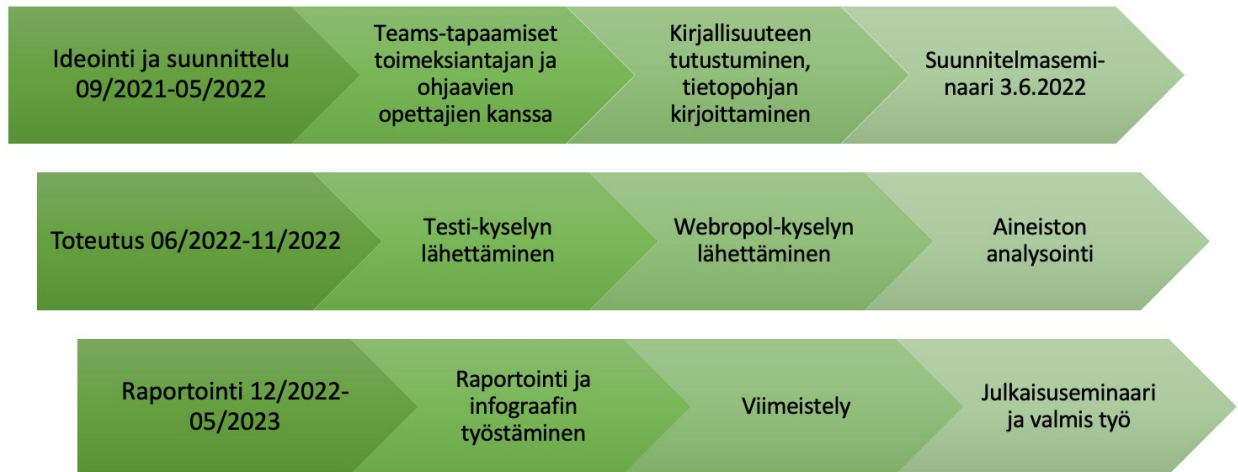 Ideointi ja suunnittelu
09/2021-05/2022
Teams-tapaamiset
toimeksiantajan ja
ohjaavien
opettajien kanssa
Kirjallisuuteen
tutustuminen,
tietopohjan
kirjoittaminen
Suunnitelmasemi-
naari 3.6.2022
Toteutus 06/2022-11/2022
Testi-kyselyn
lähettäminen
Webropol-kyselyn
lähettäminen
Aineiston
analysointi
Raportointi 12/2022-
05/2023
Raportointi ja
infograafin
työstäminen
Viimeistely
Julkaisuseminaari
ja valmis työ